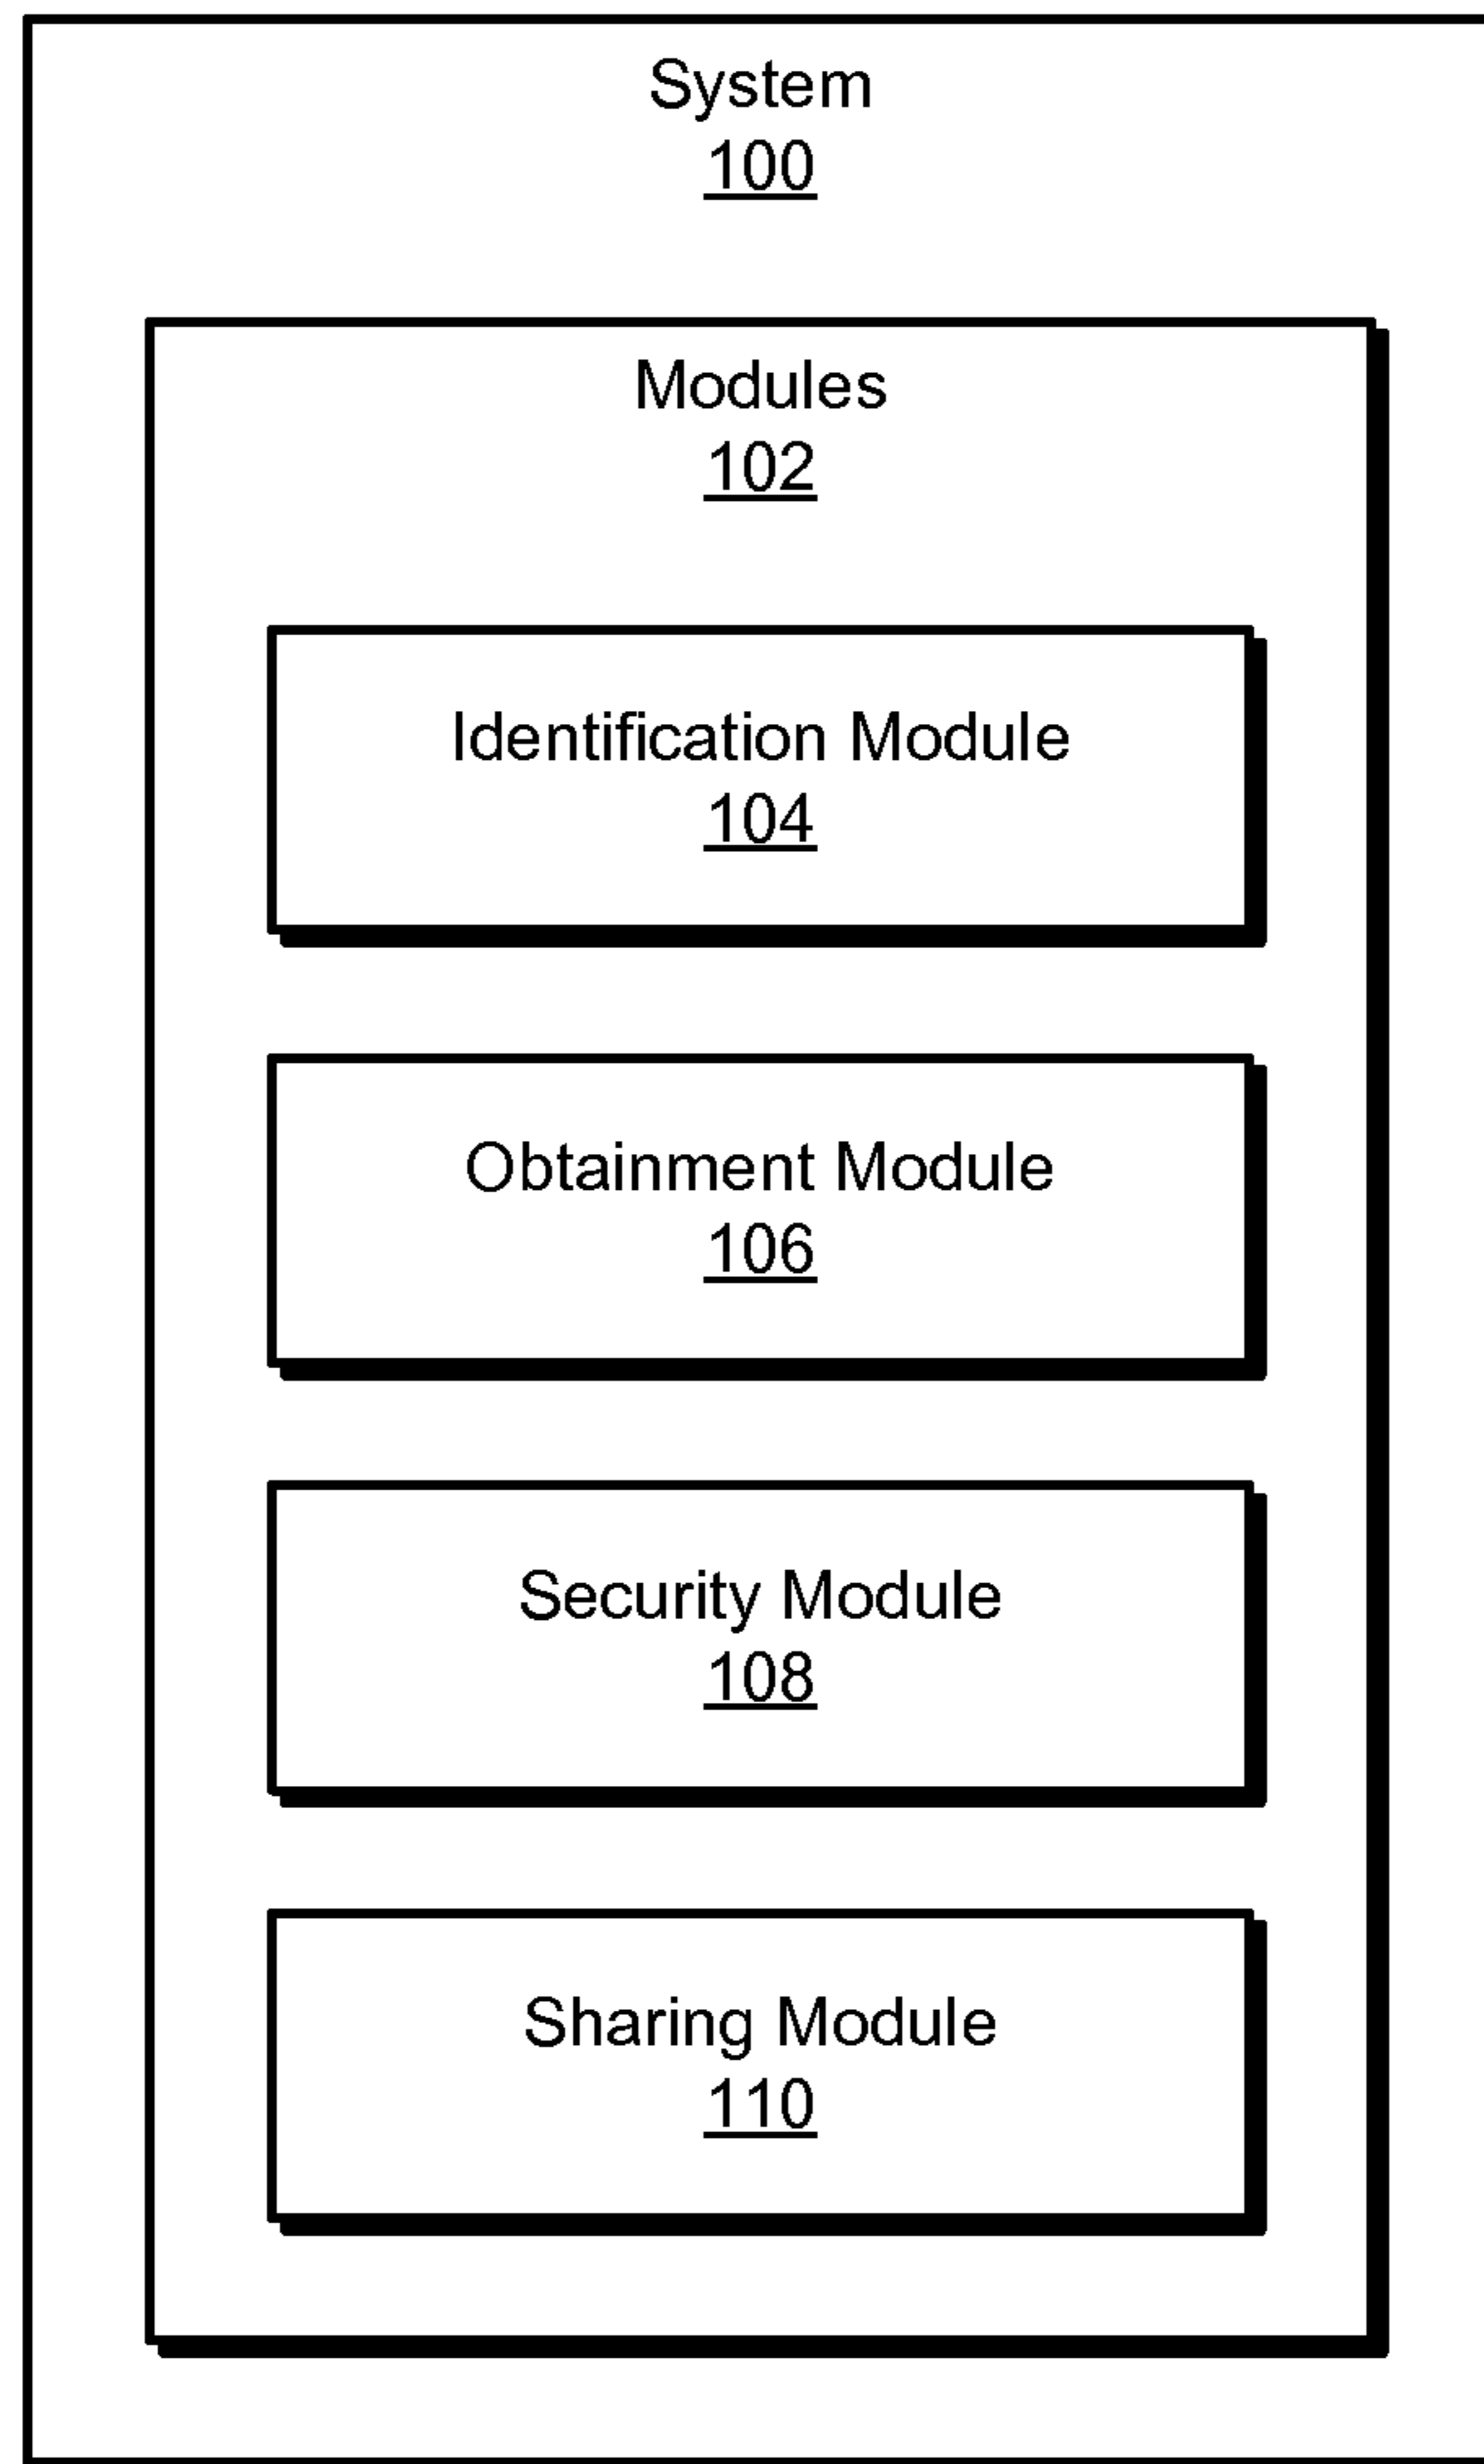 System
100
Modules
102
Identification Module
104
Obtainment Module
106
Security Module
108
Sharing Module
110